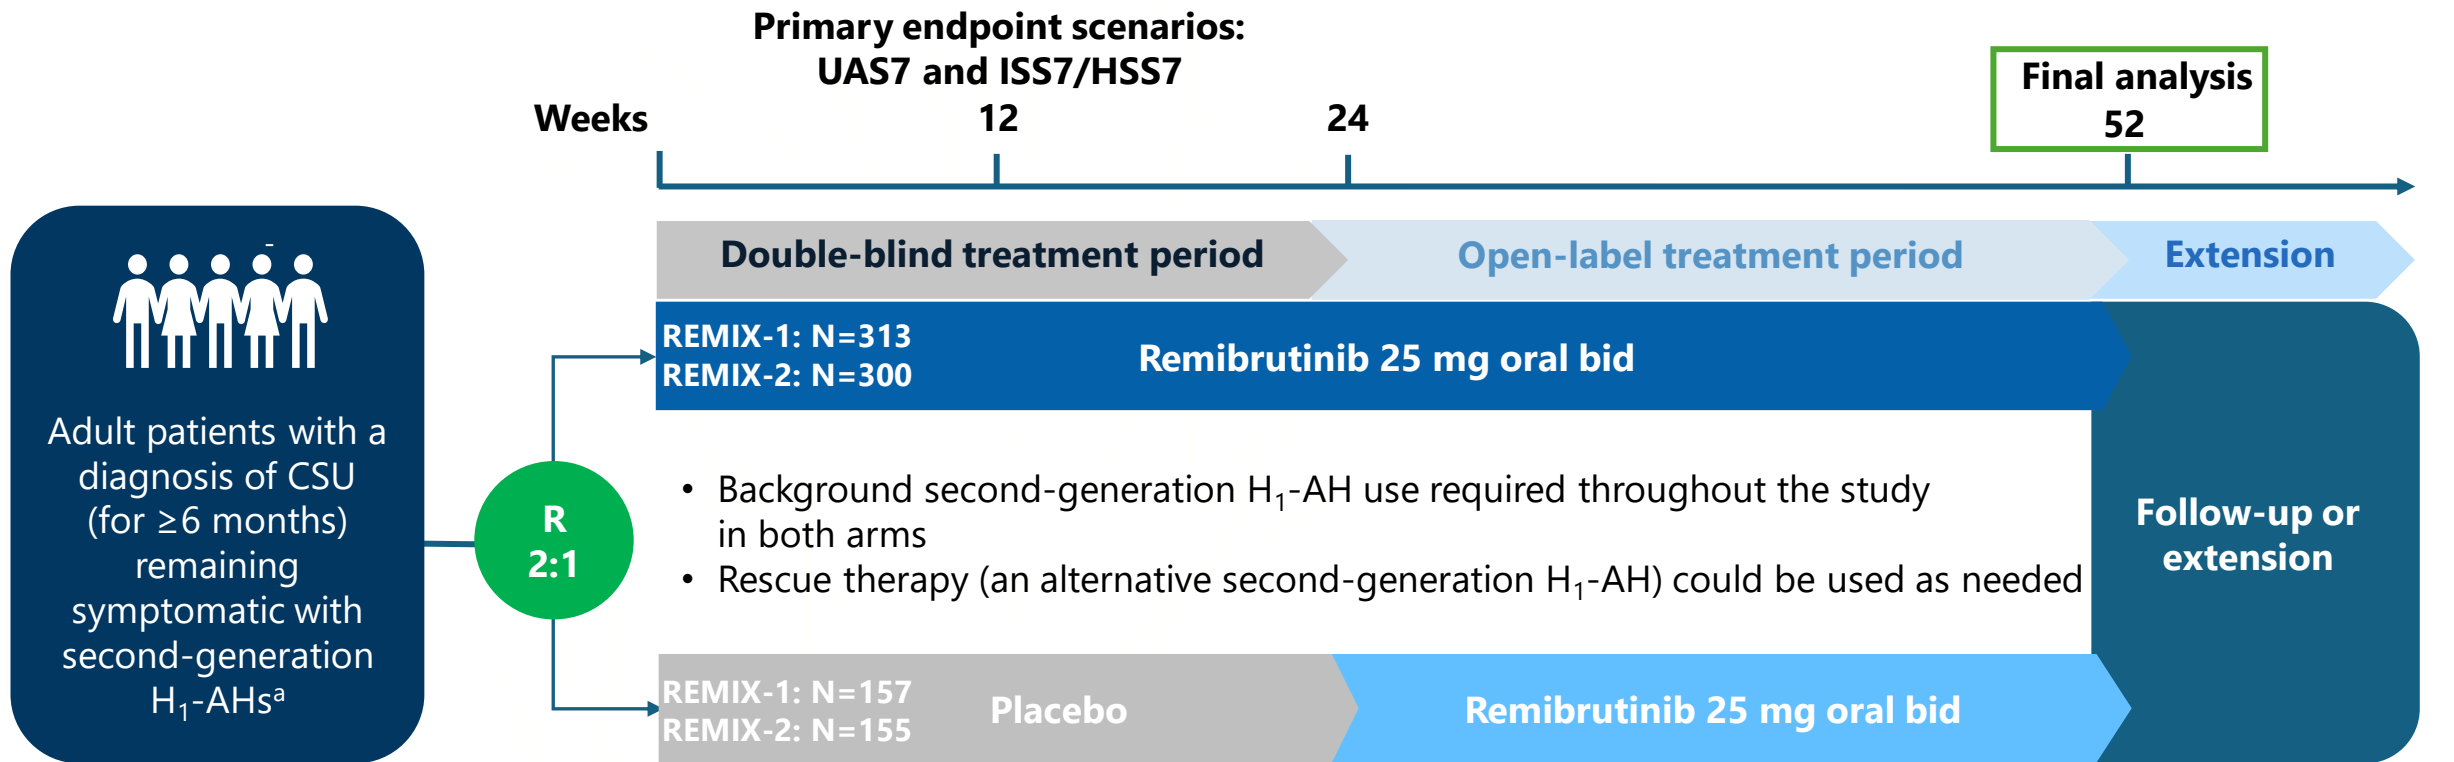 Primary endpoint scenarios:
UAS7 and ISS7/HSS7
Final analysis
Weeks 12 24 52
Double-blind treatment period Open-label treatment period Extension
REMIX-1: N=313
REMIX-2: N=300
Remibrutinib 25 mg oral bid
-
Adult patients with a
diagnosis of CSU
(for ≥6 months)
remaining
symptomatic with
second-generation
H₁-AHsᵃ
R
2:1
• Background second-generation H₁-AH use required throughout the study
in both arms
• Rescue therapy (an alternative second-generation H₁-AH) could be used as needed
Follow-up or
extension
REMIX-1: N=157
REMIX-2: N=155
Placebo
Remibrutinib 25 mg oral bid